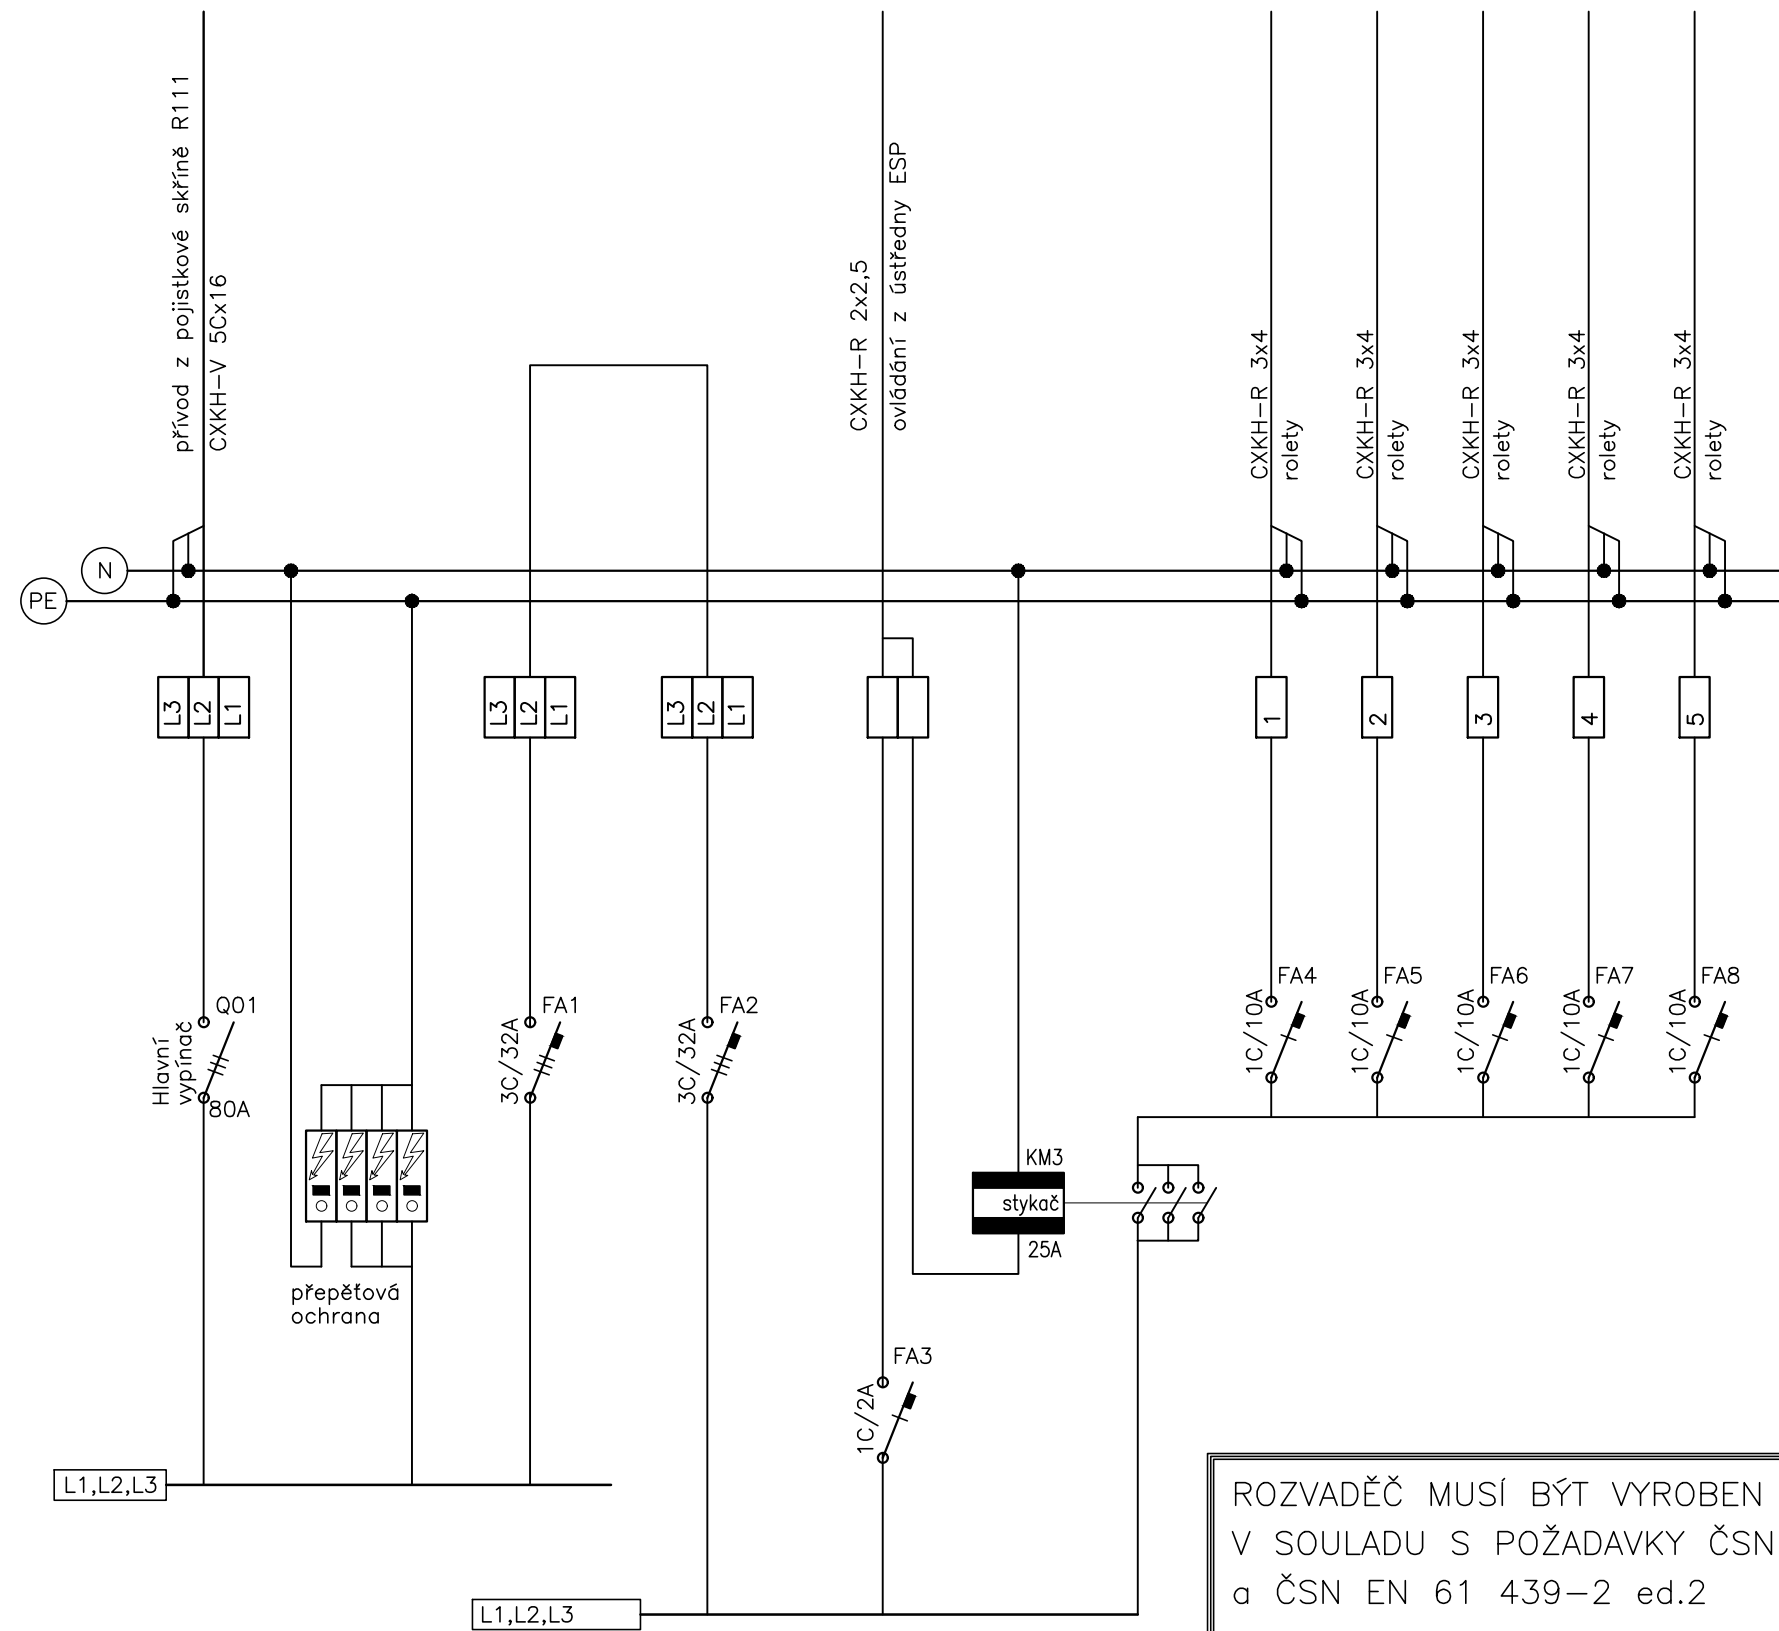 přívod z pojistkové skříně R111
CXKH-V 5Cx16
CXKH-R 2x2,5
ovládání z ústředny ESP
CXKH-R 3x4
rolety
CXKH-R 3x4
rolety
CXKH-R 3x4
rolety
CXKH-R 3x4
rolety
CXKH-R 3x4
rolety
N
PE
L3
L2
L1
L3
L2
L1
L3
L2
L1
1
2
3
4
5
Hlavní
vypínač
Q01
80A
3C/32A
FA1
3C/32A
FA2
1C/10A
FA4
1C/10A
FA5
1C/10A
FA6
1C/10A
FA7
1C/10A
FA8
KM3
stykač
25A
přepěťová
ochrana
1C/2A
FA3
L1,L2,L3
L1,L2,L3
ROZVADĚČ MUSÍ BÝT VYROBEN
V SOULADU S POŽADAVKY ČSN
a ČSN EN 61 439-2 ed.2